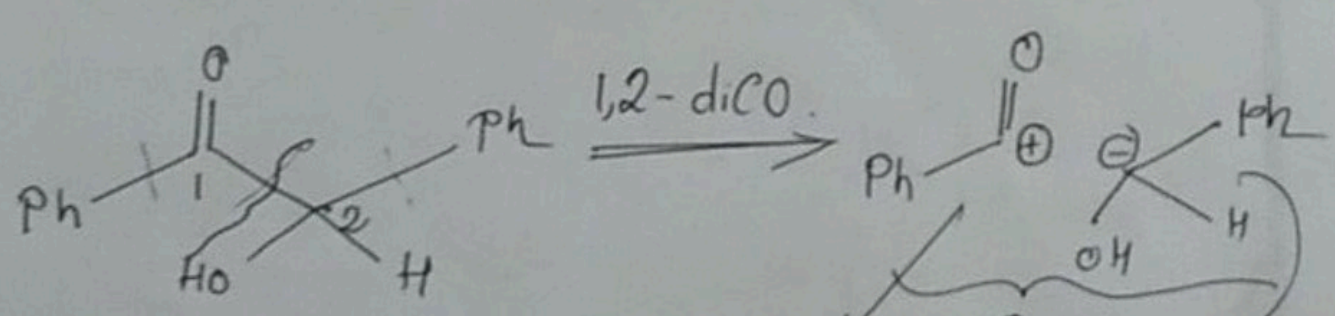 O
Ph 1 2 Ph
HO H
1,2-diCO.
O
Ph ⊕ ⊖ Ph
OH H